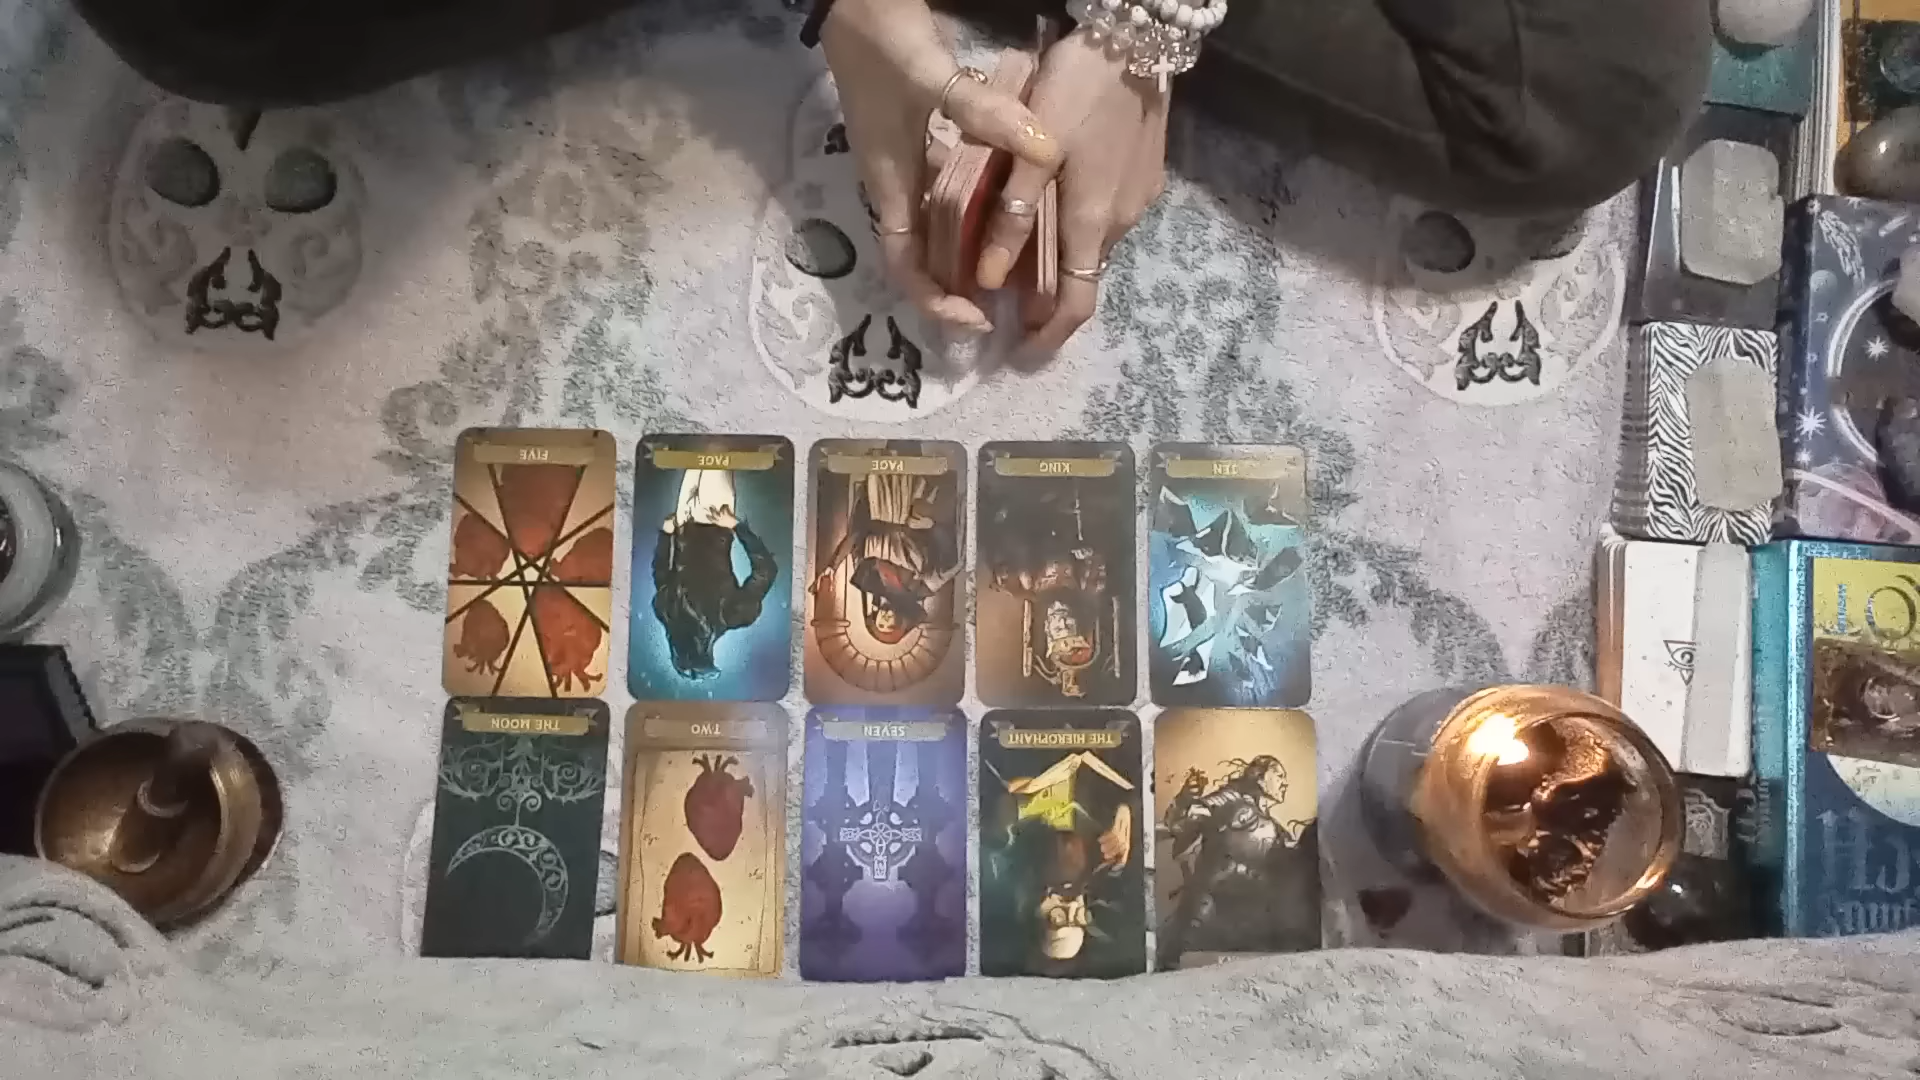 FIVE
PAGE
PAGE
KING
TEN
THE MOON
TWO
SEVEN
THE HIEROPHANT